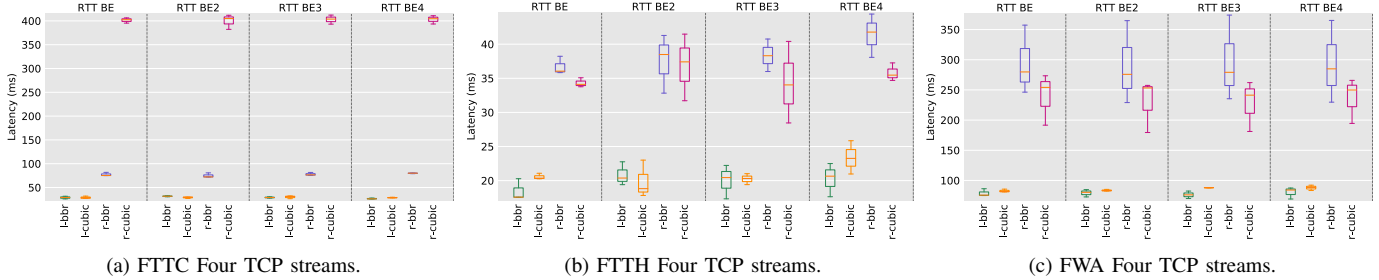 RTT BE RTT BE2 RTT BE3 RTT BE4
Latency (ms)
400
350
300
250
200
150
100
50
l-bbr l-cubic r-bbr r-cubic l-bbr l-cubic r-bbr r-cubic l-bbr l-cubic r-bbr r-cubic l-bbr l-cubic r-bbr r-cubic
(a) FTTC Four TCP streams.
RTT BE RTT BE2 RTT BE3 RTT BE4
Latency (ms)
40
35
30
25
20
l-bbr l-cubic r-bbr r-cubic l-bbr l-cubic r-bbr r-cubic l-bbr l-cubic r-bbr r-cubic l-bbr l-cubic r-bbr r-cubic
(b) FTTH Four TCP streams.
RTT BE RTT BE2 RTT BE3 RTT BE4
Latency (ms)
350
300
250
200
150
100
50
l-bbr l-cubic r-bbr r-cubic l-bbr l-cubic r-bbr r-cubic l-bbr l-cubic r-bbr r-cubic l-bbr l-cubic r-bbr r-cubic
(c) FWA Four TCP streams.